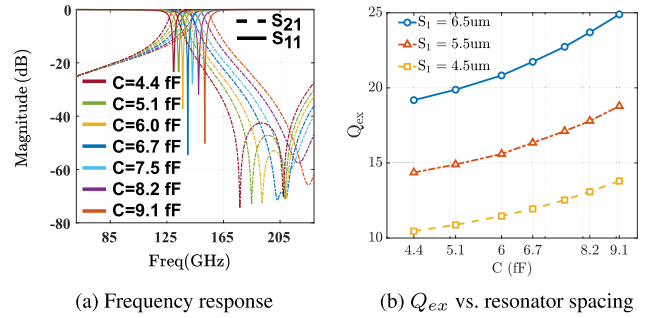 0
-20
-40
-60
-80
Magnitude (dB)
S21
S11
C=4.4 fF
C=5.1 fF
C=6.0 fF
C=6.7 fF
C=7.5 fF
C=8.2 fF
C=9.1 fF
85 125 165 205
Freq(GHz)
(a) Frequency response
25
20
15
10
Qex
S1 = 6.5um
S1 = 5.5um
S1 = 4.5um
4.4 5.1 6 6.7 8.2 9.1
C (fF)
(b) Qex vs. resonator spacing